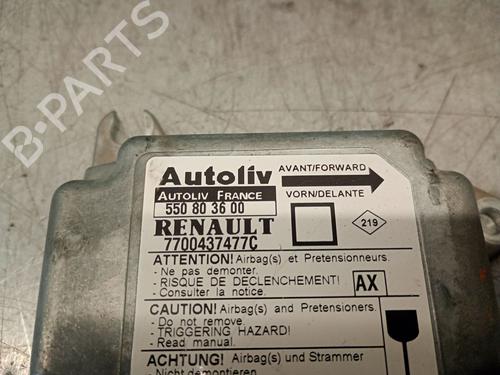 B-PARTS
Autoliv
AVANT/FORWARD
AUTOLIV FRANCE
VORN/DELANTE
550 80 36 00
RENAULT
219
7700437477C
ATTENTION! Airbag(s) et Pretensionneurs.
- Ne pas demonter.
- RISQUE DE DECLENCHEMENT!
AX
- Consulter la notice.
CAUTION! Airbag(s) and Pretensioners.
- Do not remove.
- TRIGGERING HAZARD!
- Read manual.
ACHTUNG! Airbag(s) und Strammer
- Nicht demontieren